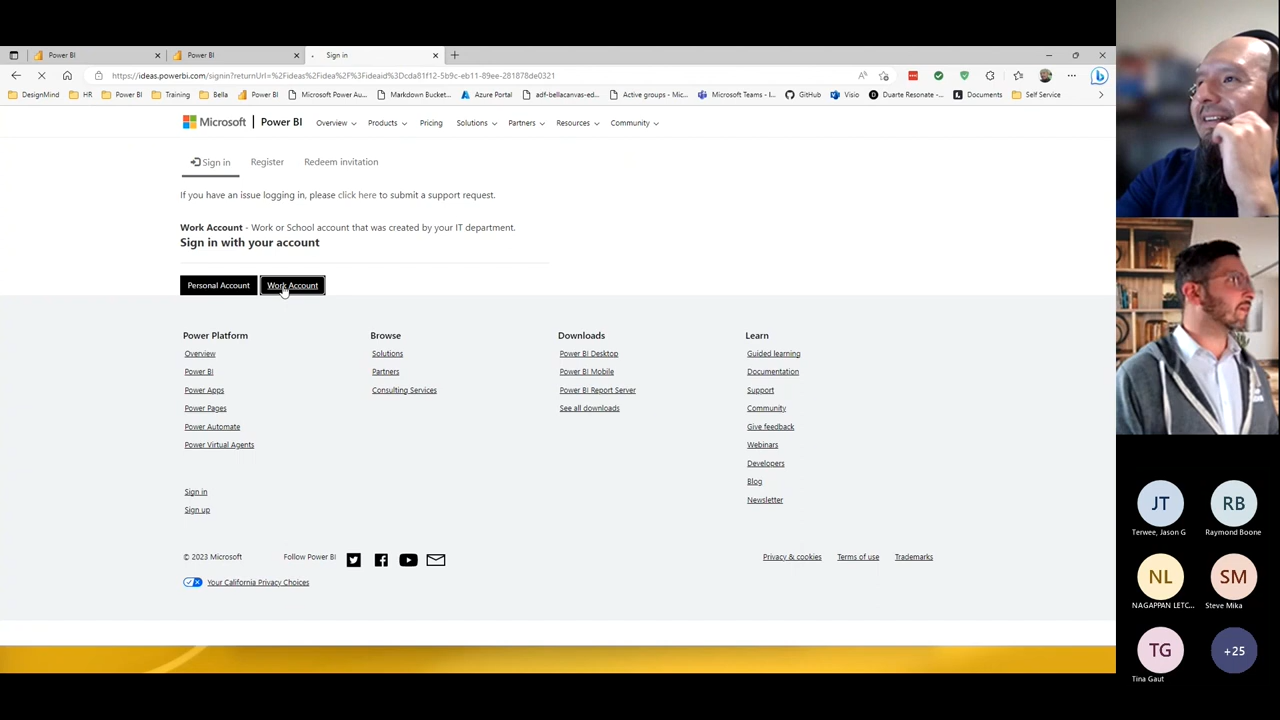 Power BI
Power BI
Sign in
https://ideas.powerbi.com/signin?returnUrl=%2Fideas%2Fidea%2F%3Fideaid%3Dcda81f12-5b9c-eb11-89ee-281878de0321
DesignMind HR Power BI Training Bella Power BI Microsoft Power Au... Markdown Bucket... Azure Portal adf-bellacanvas-ed... Active groups - Mic... Microsoft Teams - I... GitHub Visio Duarte Resonate -... Documents Self Service
Microsoft Power BI Overview Products Pricing Solutions Partners Resources Community
Sign in Register Redeem invitation
If you have an issue logging in, please click here to submit a support request.
Work Account - Work or School account that was created by your IT department.
Sign in with your account
Personal Account Work Account
Power Platform
Overview
Power BI
Power Apps
Power Pages
Power Automate
Power Virtual Agents
Sign in
Sign up
Browse
Solutions
Partners
Consulting Services
Downloads
Power BI Desktop
Power BI Mobile
Power BI Report Server
See all downloads
Learn
Guided learning
Documentation
Support
Community
Give feedback
Webinars
Developers
Blog
Newsletter
© 2023 Microsoft Follow Power BI Privacy & cookies Terms of use Trademarks
Your California Privacy Choices
JT RB
Terwee, Jason G Raymond Boone
NL SM
NAGAPPAN LETC... Steve Mika
TG +25
Tina Gaut